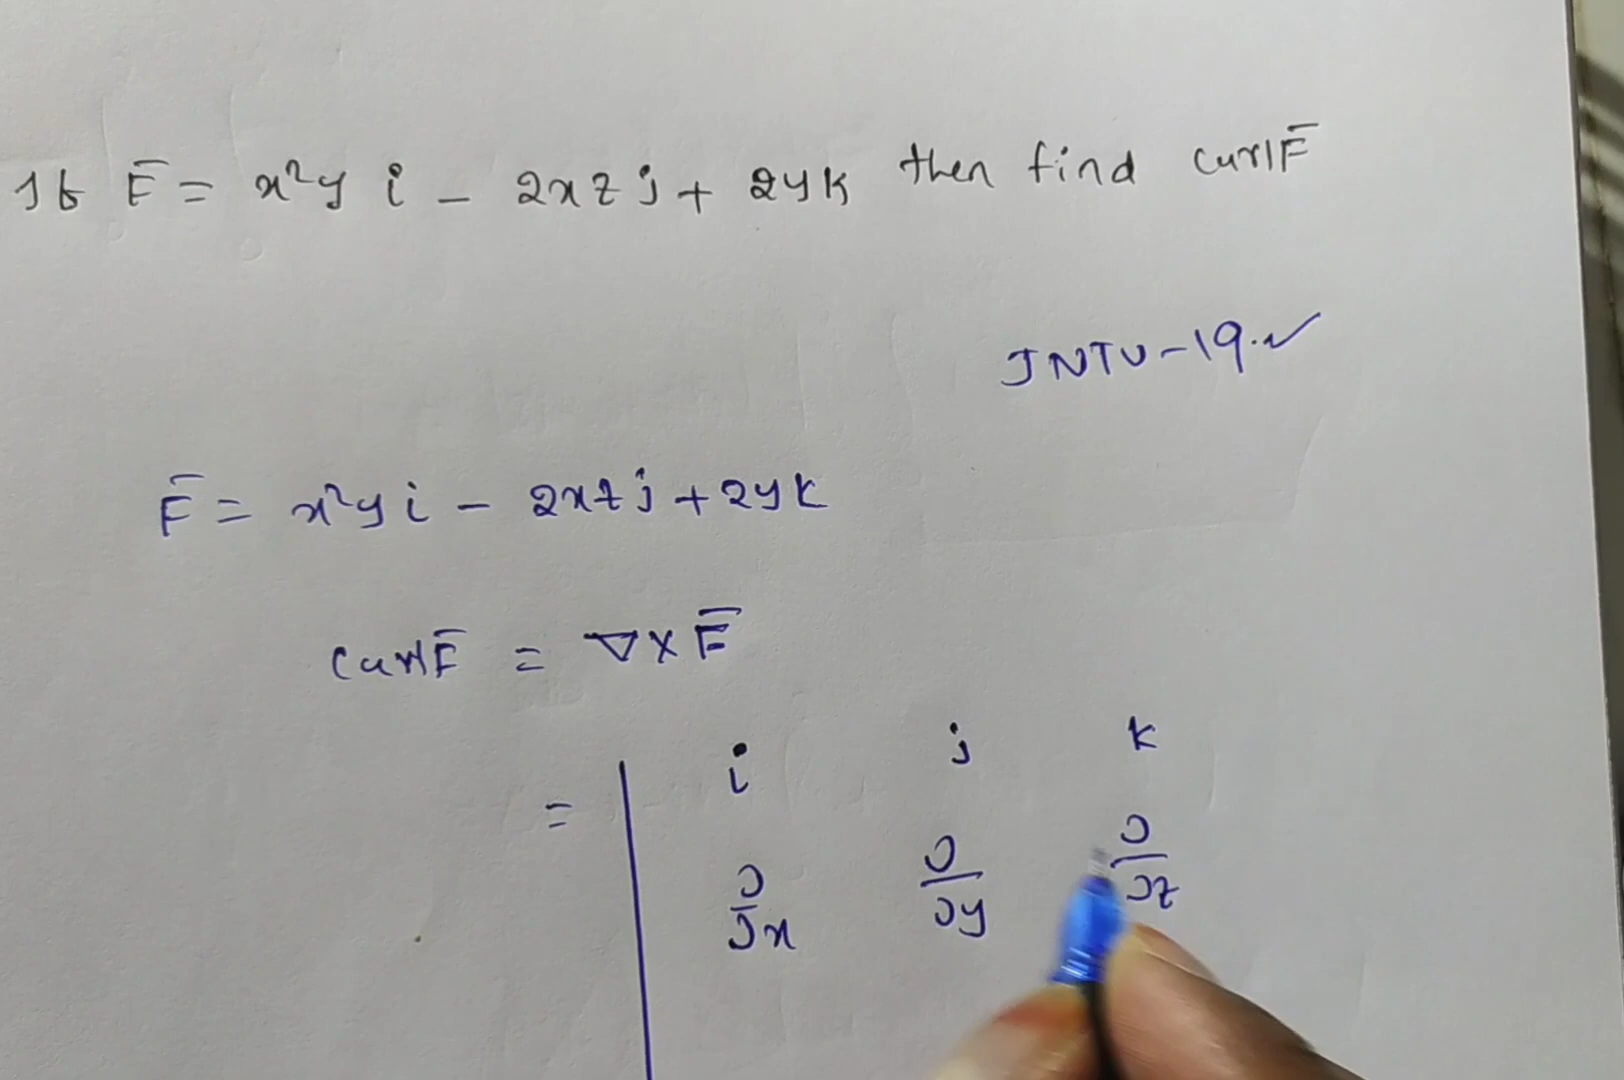 If F̅ = x²y i - 2xz j + 2y k then find curl F̅
JNTU-19.✓
F̅ = x²y i - 2xz j + 2y k
curl F̅ = ∇ × F̅
= | i j k
∂/∂x ∂/∂y ∂/∂z